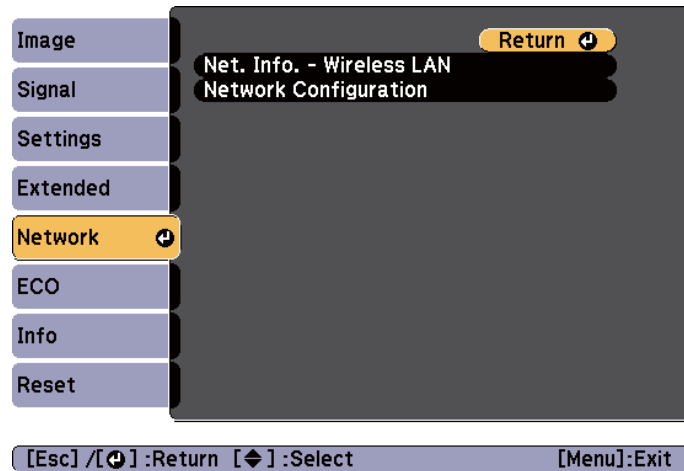 Image
Signal
Settings
Extended
Network
ECO
Info
Reset
Return
Net. Info. - Wireless LAN
Network Configuration
[Esc] /[ ] :Return [ ] :Select [Menu]:Exit